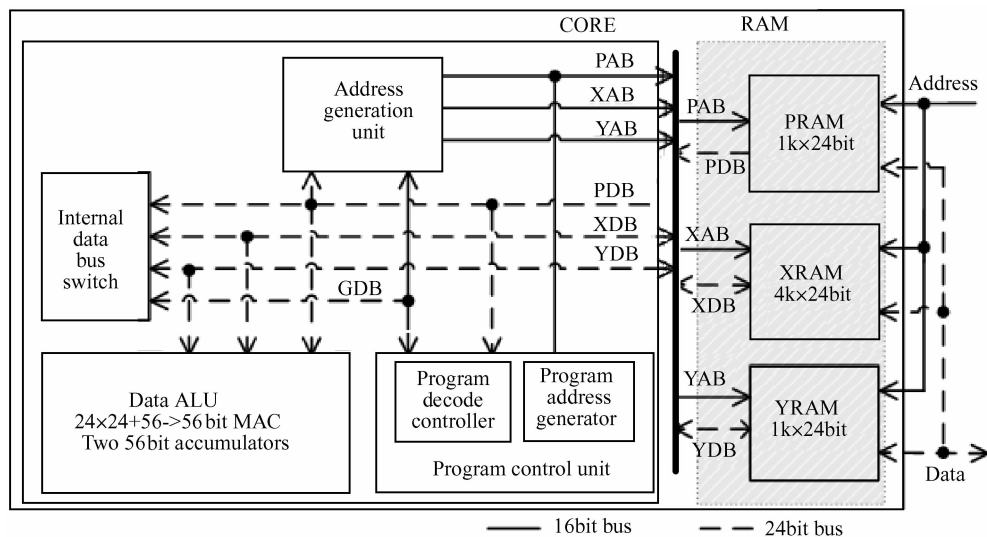 CORE
RAM
PAB
XAB
YAB
Address
generation
unit
Address
PAB
PRAM
1k×24bit
PDB
Internal
data
bus
switch
PDB
XDB
YDB
GDB
XAB
XRAM
4k×24bit
XDB
Data ALU
24×24+56->56bit MAC
Two 56bit accumulators
Program
decode
controller
Program
address
generator
Program control unit
YAB
YRAM
1k×24bit
YDB
Data
16bit bus
24bit bus